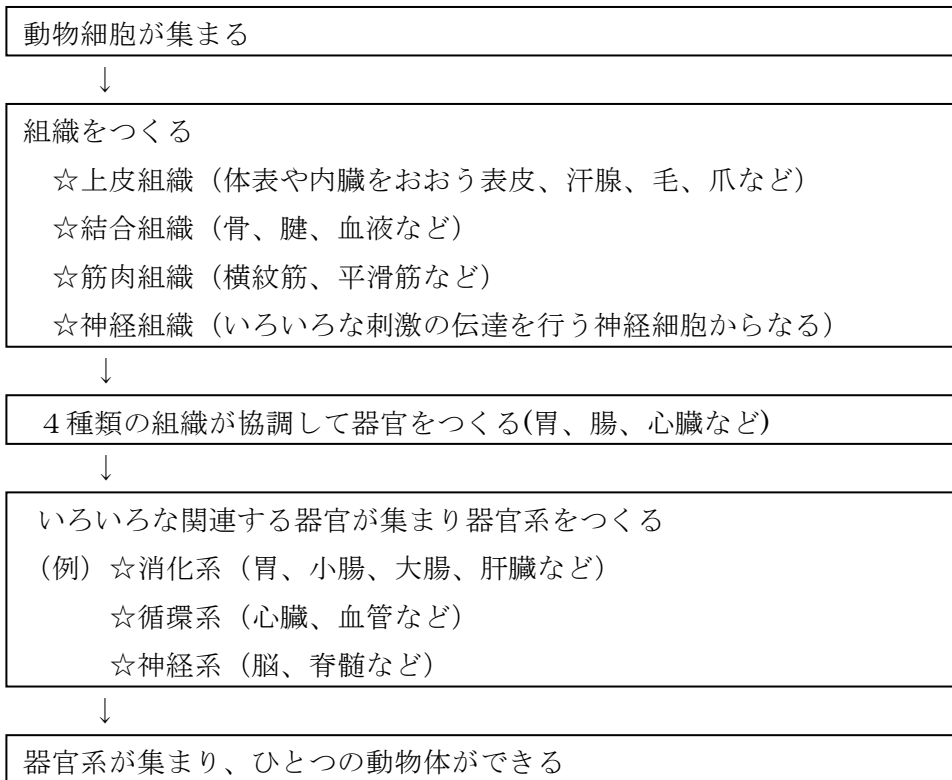 動物細胞が集まる
↓
組織をつくる
☆上皮組織（体表や内臓をおおう表皮、汗腺、毛、爪など）
☆結合組織（骨、腱、血液など）
☆筋肉組織（横紋筋、平滑筋など）
☆神経組織（いろいろな刺激の伝達を行う神経細胞からなる）
↓
４種類の組織が協調して器官をつくる(胃、腸、心臓など)
↓
いろいろな関連する器官が集まり器官系をつくる
（例）☆消化系（胃、小腸、大腸、肝臓など）
☆循環系（心臓、血管など）
☆神経系（脳、脊髄など）
↓
器官系が集まり、ひとつの動物体ができる